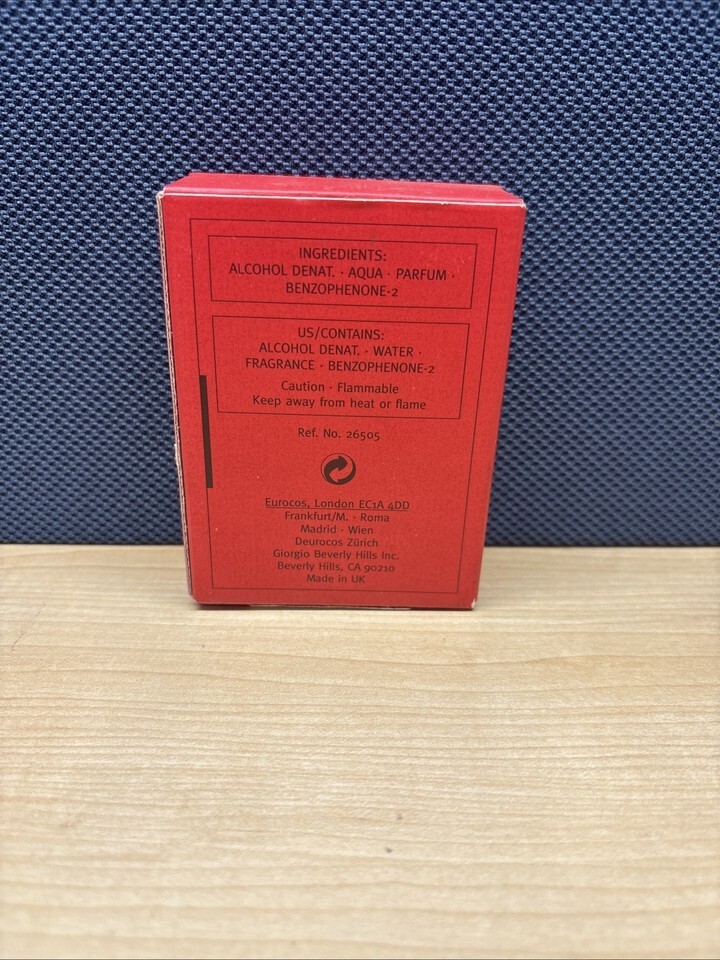 INGREDIENTS:
ALCOHOL DENAT. · AQUA · PARFUM ·
BENZOPHENONE-2
US/CONTAINS:
ALCOHOL DENAT. · WATER ·
FRAGRANCE · BENZOPHENONE-2
Caution · Flammable
Keep away from heat or flame
Ref. No. 26505
Eurocos, London EC1A 4DD
Frankfurt/M. · Roma
Madrid · Wien
Deurocos Zürich
Giorgio Beverly Hills Inc.
Beverly Hills, CA 90210
Made in UK